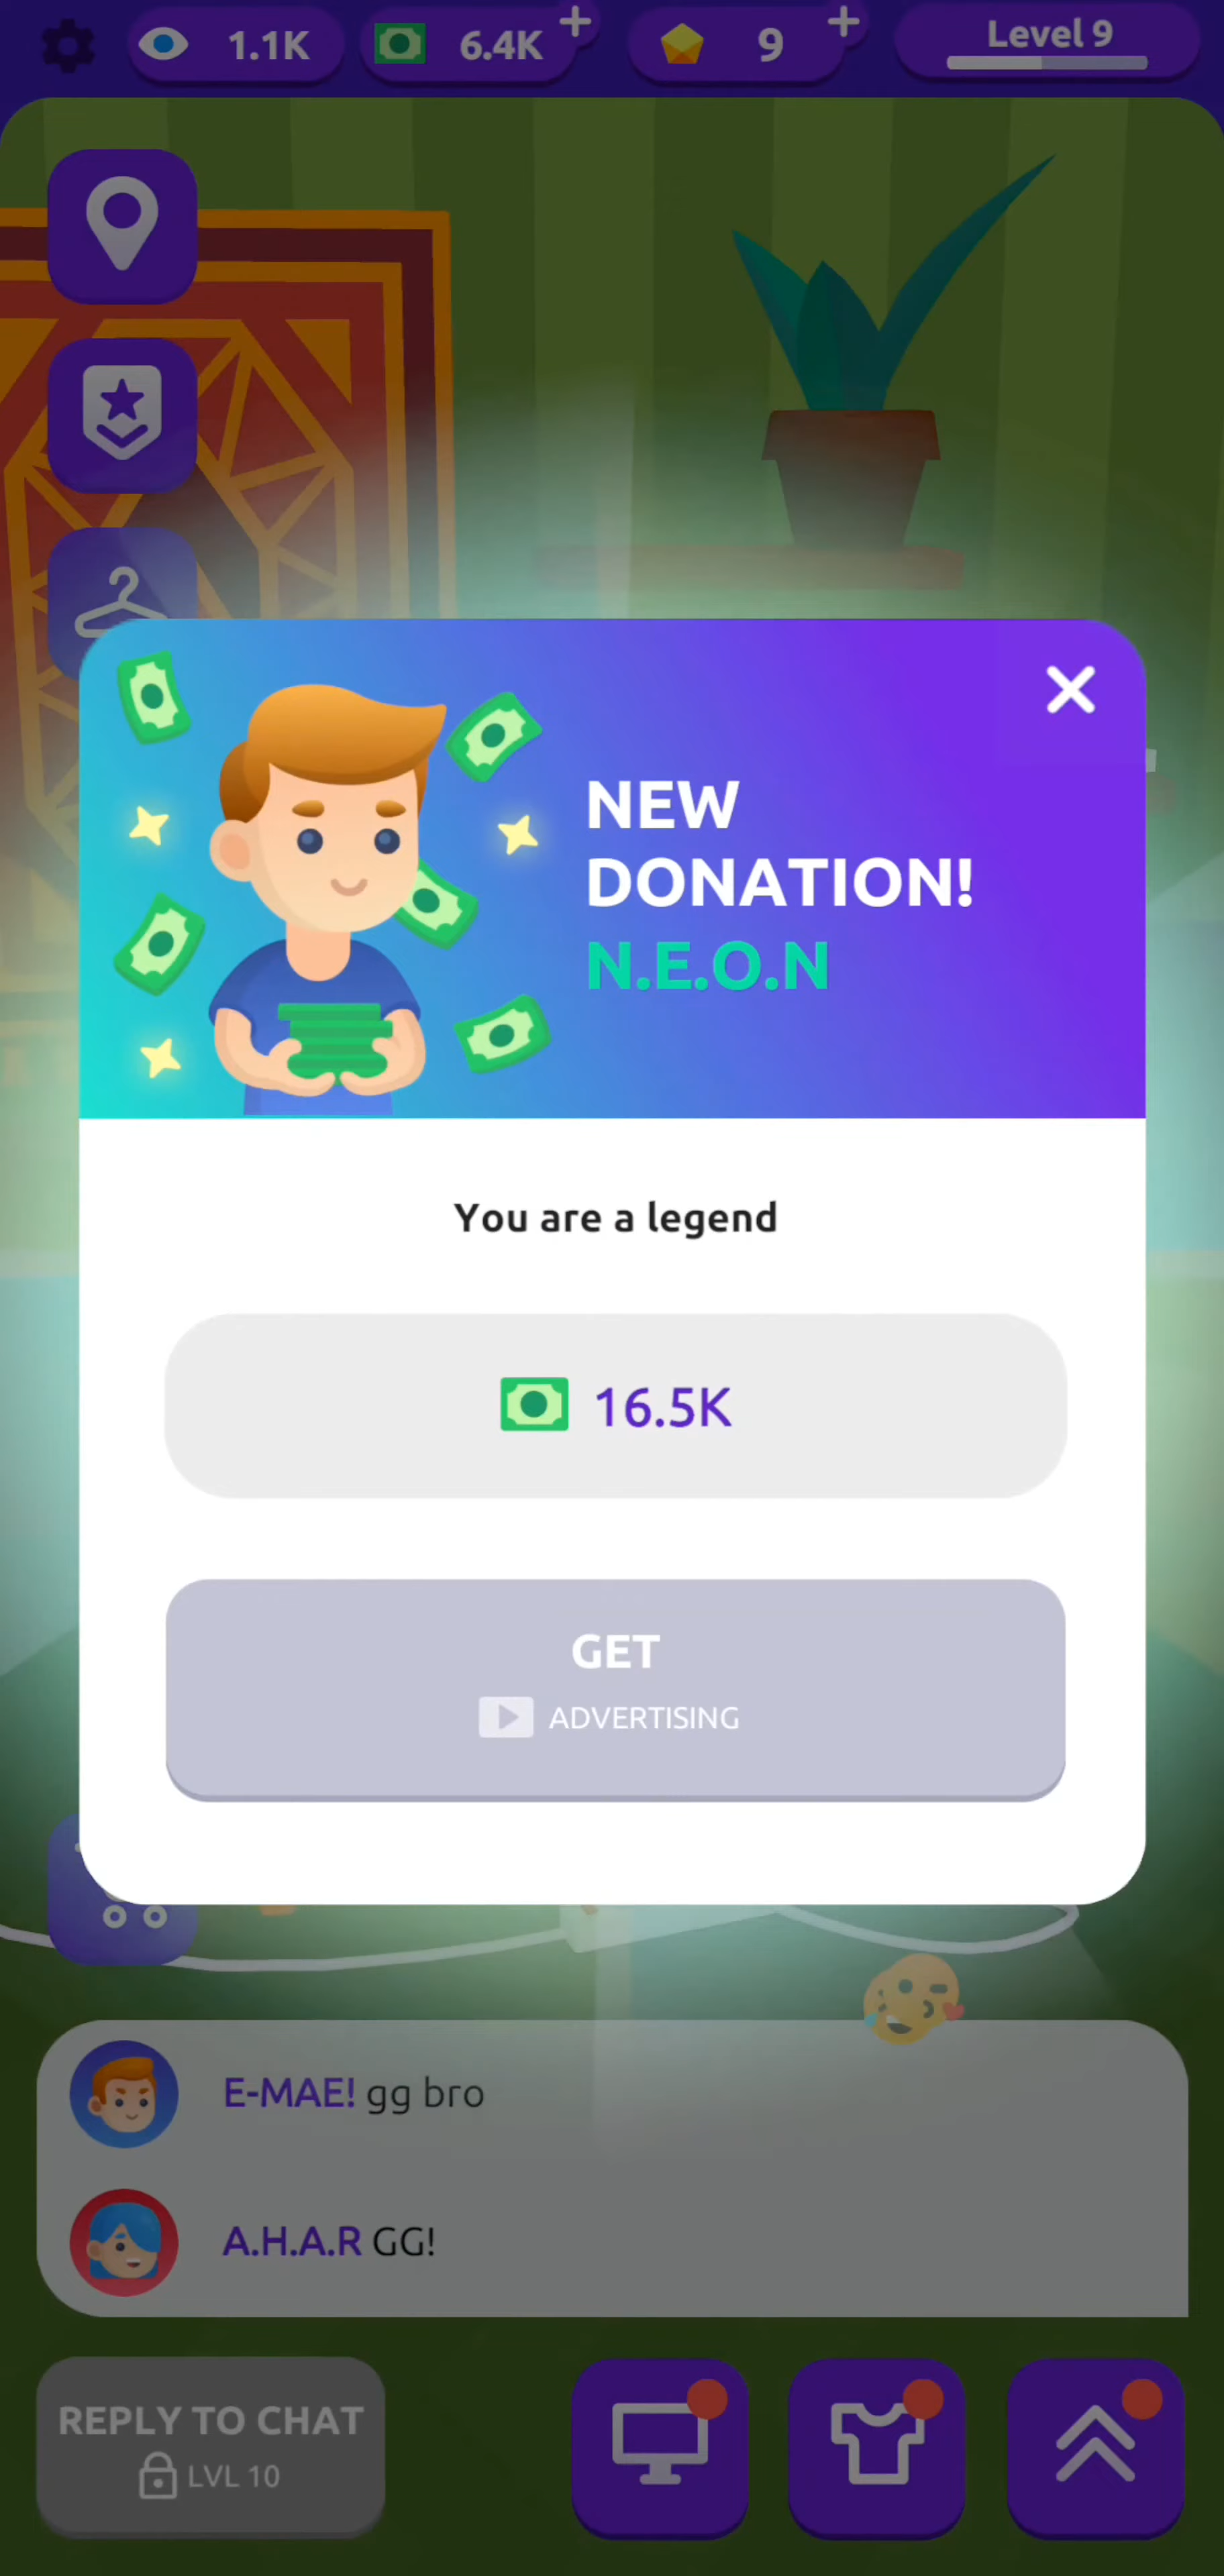 1.1K
6.4K
9
Level 9
NEW
DONATION!
N.E.O.N
You are a legend
16.5K
GET
ADVERTISING
E-MAE! gg bro
A.H.A.R GG!
REPLY TO CHAT
LVL 10